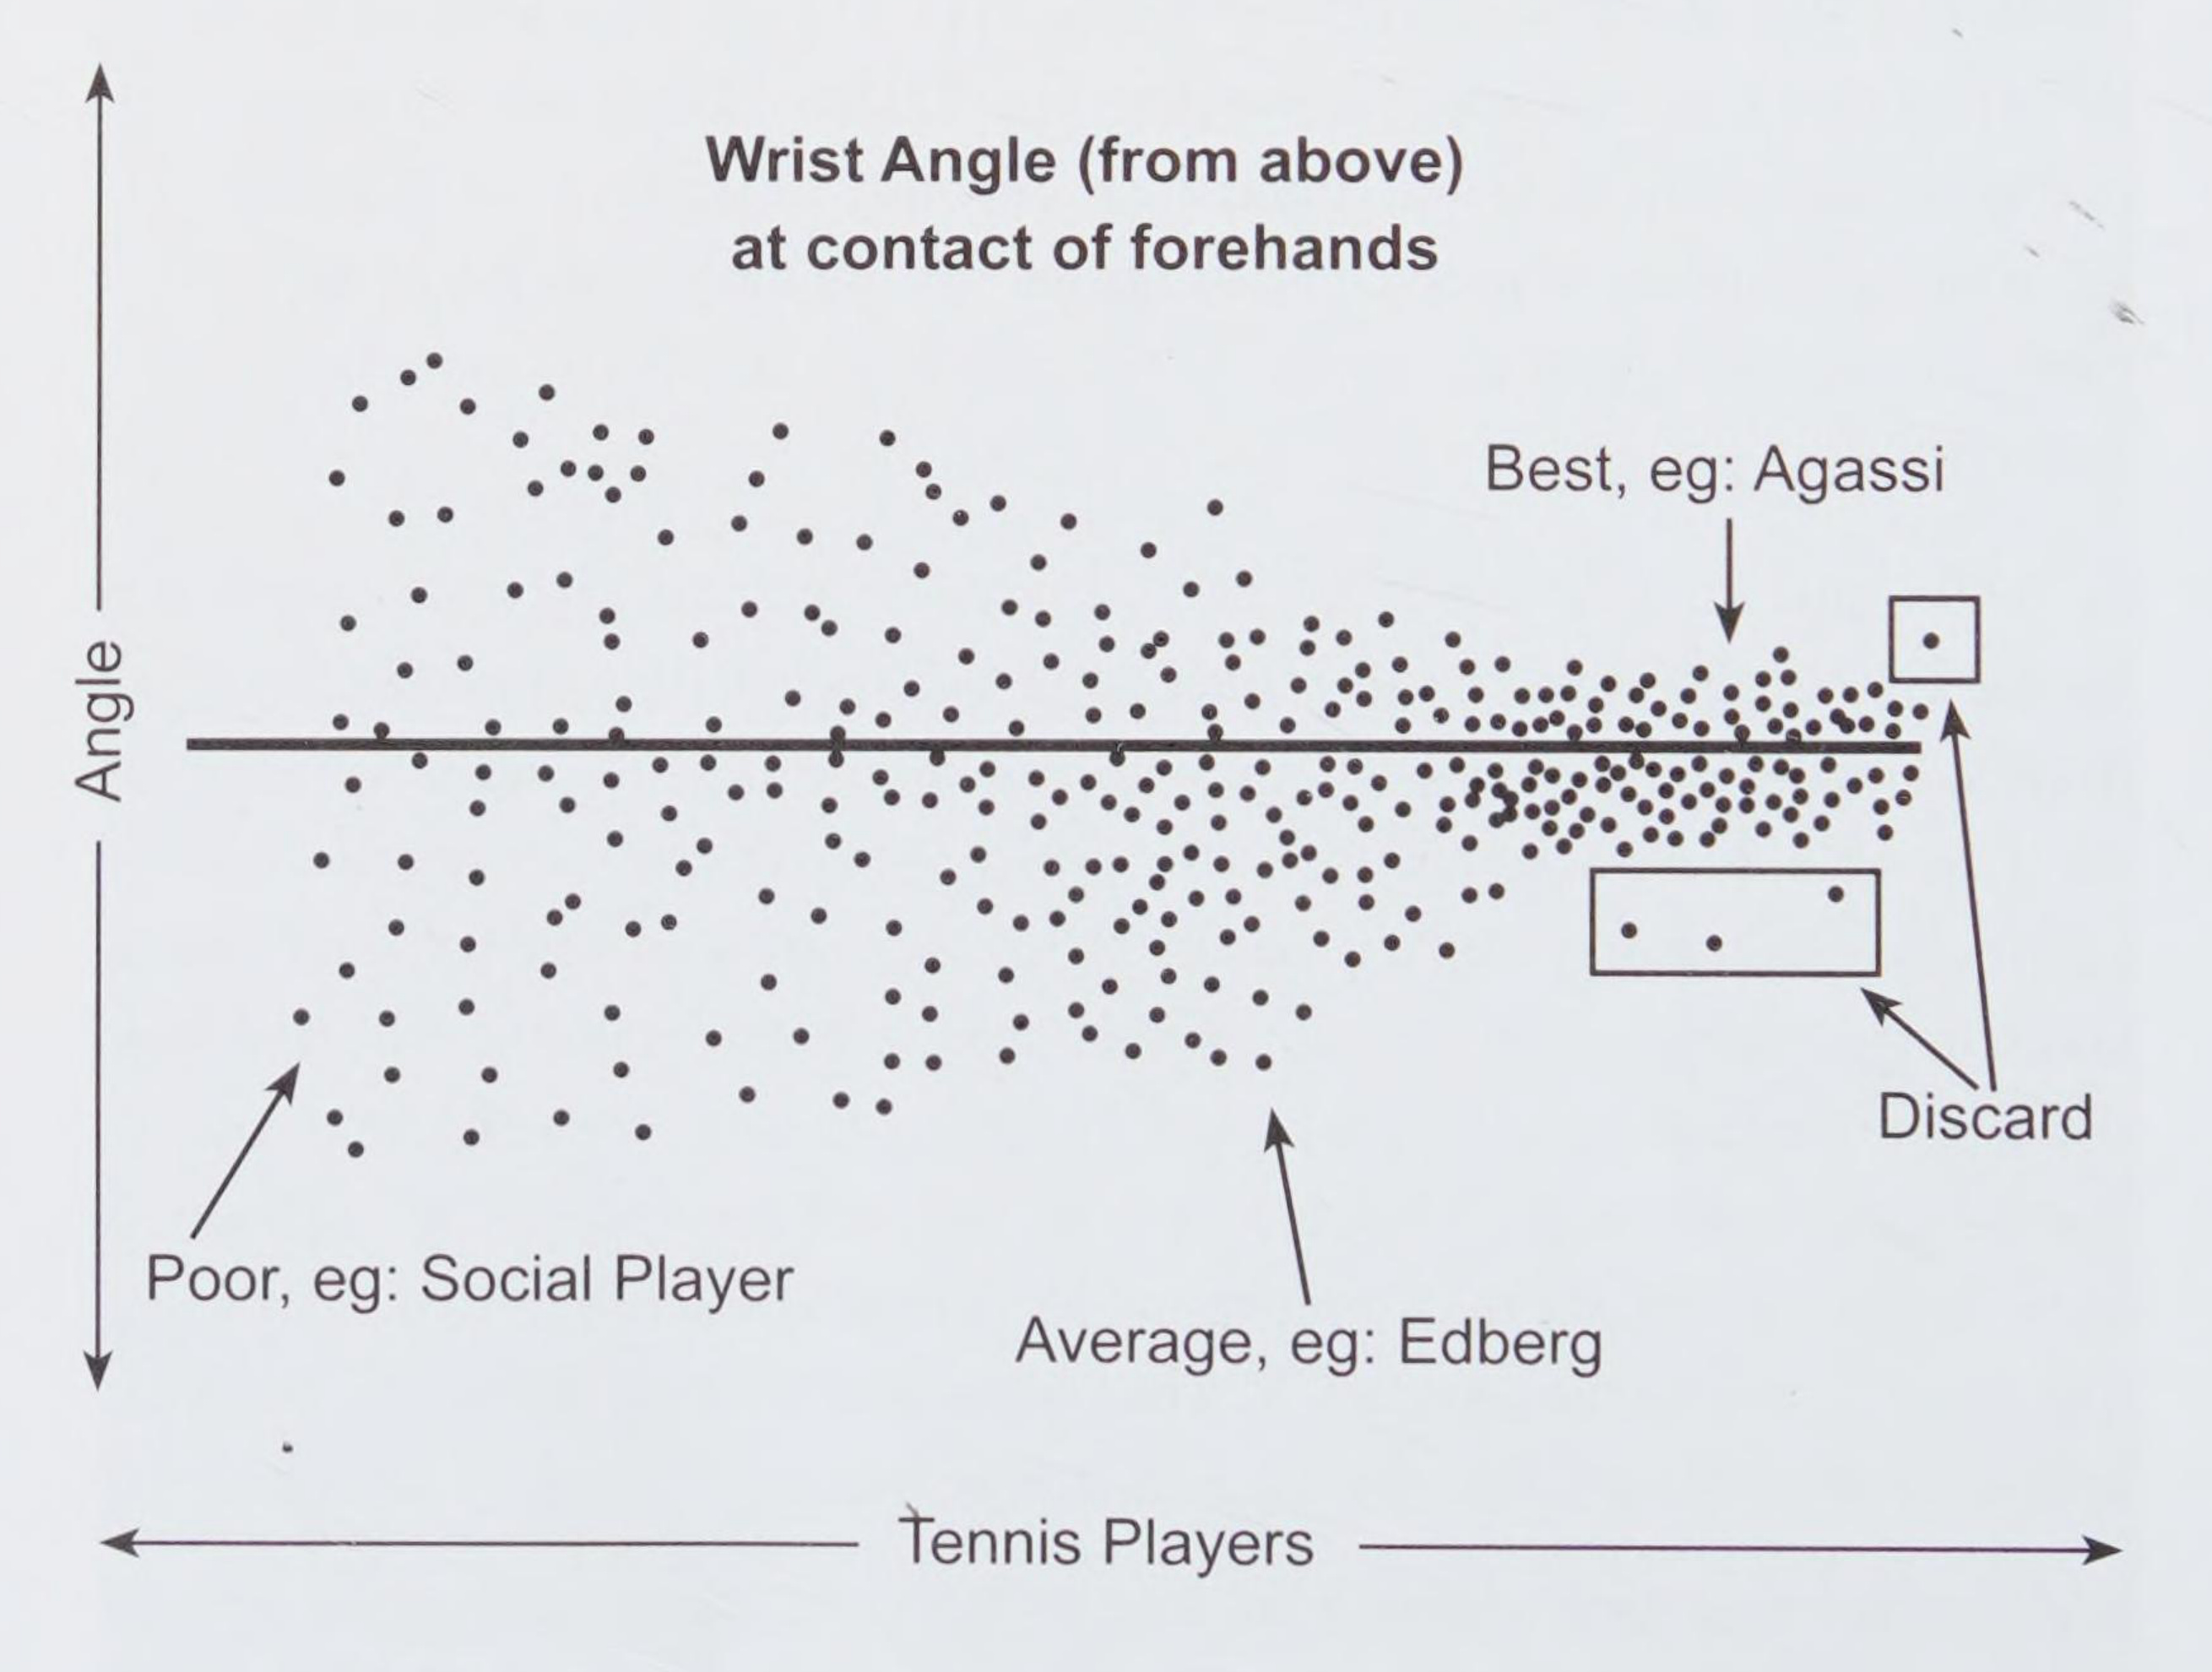 Wrist Angle (from above)
at contact of forehands
Best, eg: Agassi
Angle
Discard
Poor, eg: Social Player
Average, eg: Edberg
Tennis Players